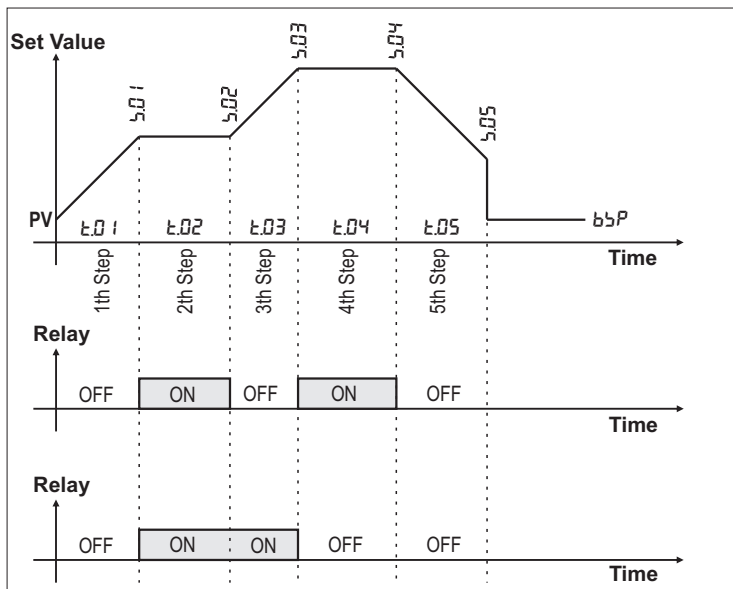 Set Value
S.01
S.02
S.03
S.04
S.05
PV
t.01 t.02 t.03 t.04 t.05
bSP
Time
1th Step
2th Step
3th Step
4th Step
5th Step
Relay
OFF ON OFF ON OFF
Time
Relay
OFF ON ON OFF OFF
Time